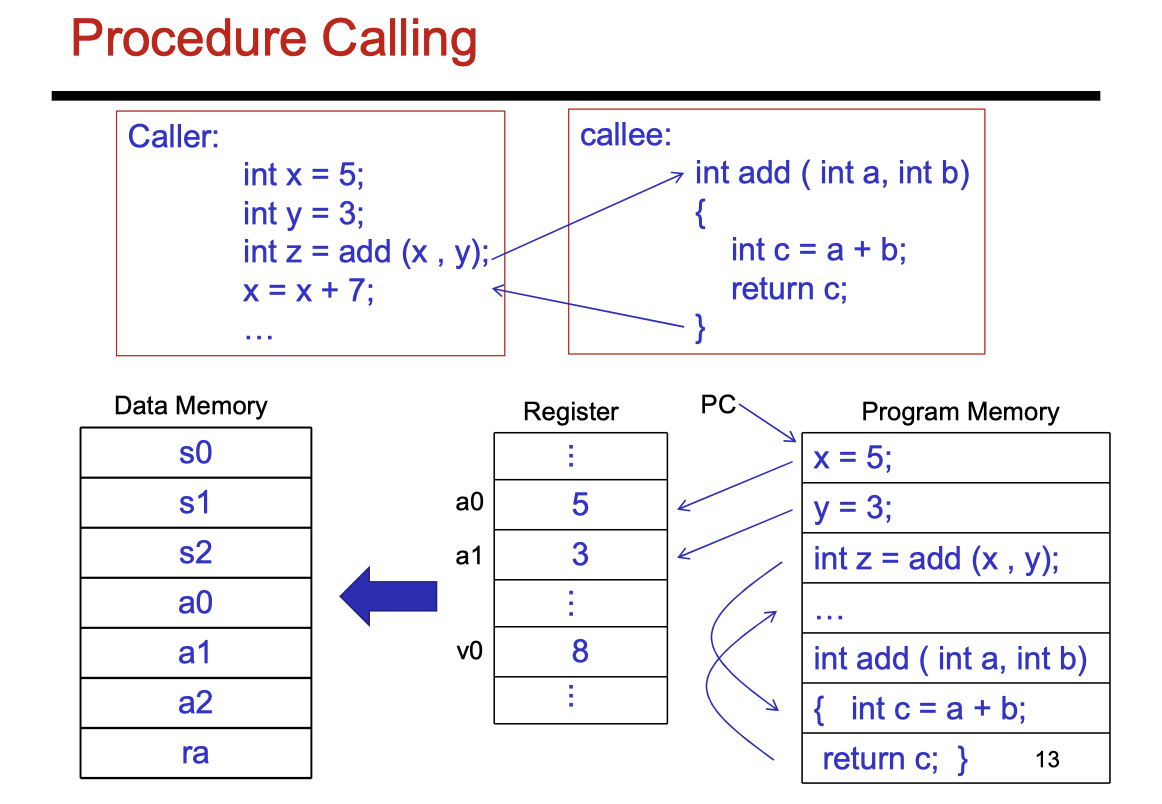 Procedure Calling
Caller:
int x = 5;
int y = 3;
int z = add (x , y);
x = x + 7;
…
callee:
int add ( int a, int b)
{
int c = a + b;
return c;
}
Data Memory
s0
s1
s2
a0
a1
a2
ra
Register
⋮
a0 5
a1 3
⋮
v0 8
⋮
PC
Program Memory
x = 5;
y = 3;
int z = add (x , y);
…
int add ( int a, int b)
{ int c = a + b;
return c; }
13